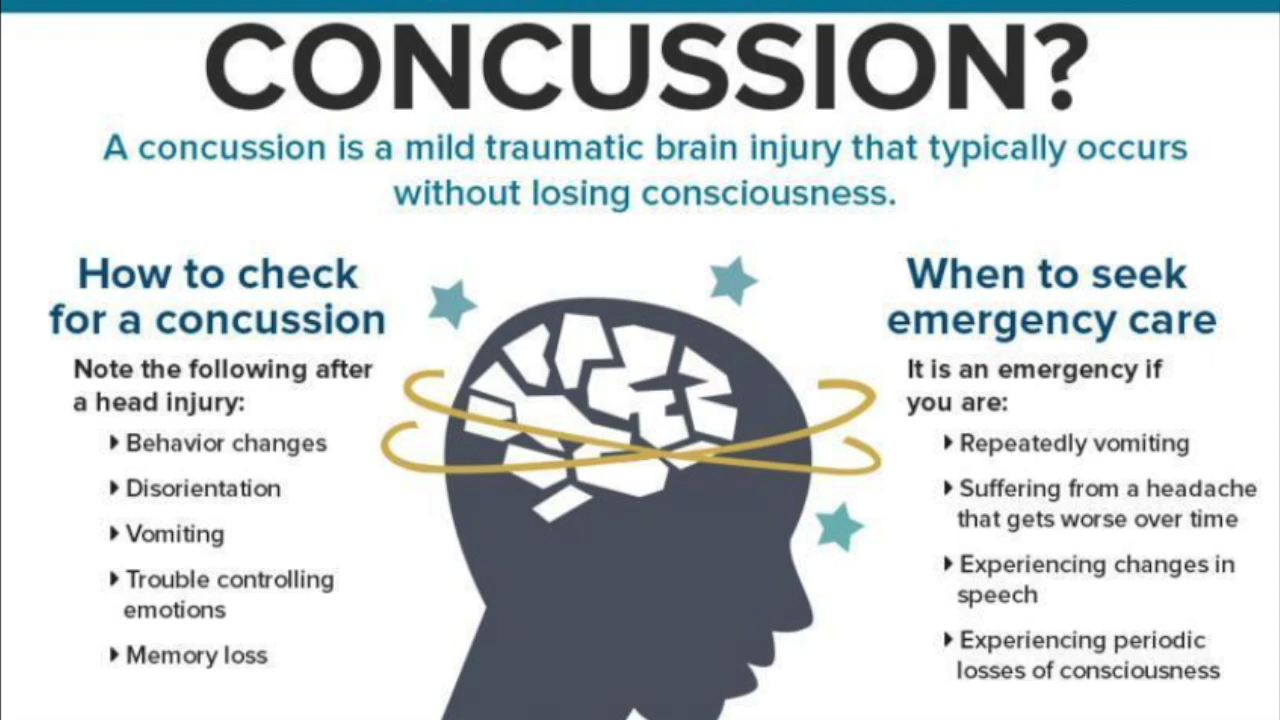 CONCUSSION?
A concussion is a mild traumatic brain injury that typically occurs
without losing consciousness.
How to check
for a concussion
Note the following after
a head injury:
Behavior changes
Disorientation
Vomiting
Trouble controlling
emotions
Memory loss
When to seek
emergency care
It is an emergency if
you are:
Repeatedly vomiting
Suffering from a headache
that gets worse over time
Experiencing changes in
speech
Experiencing periodic
losses of consciousness